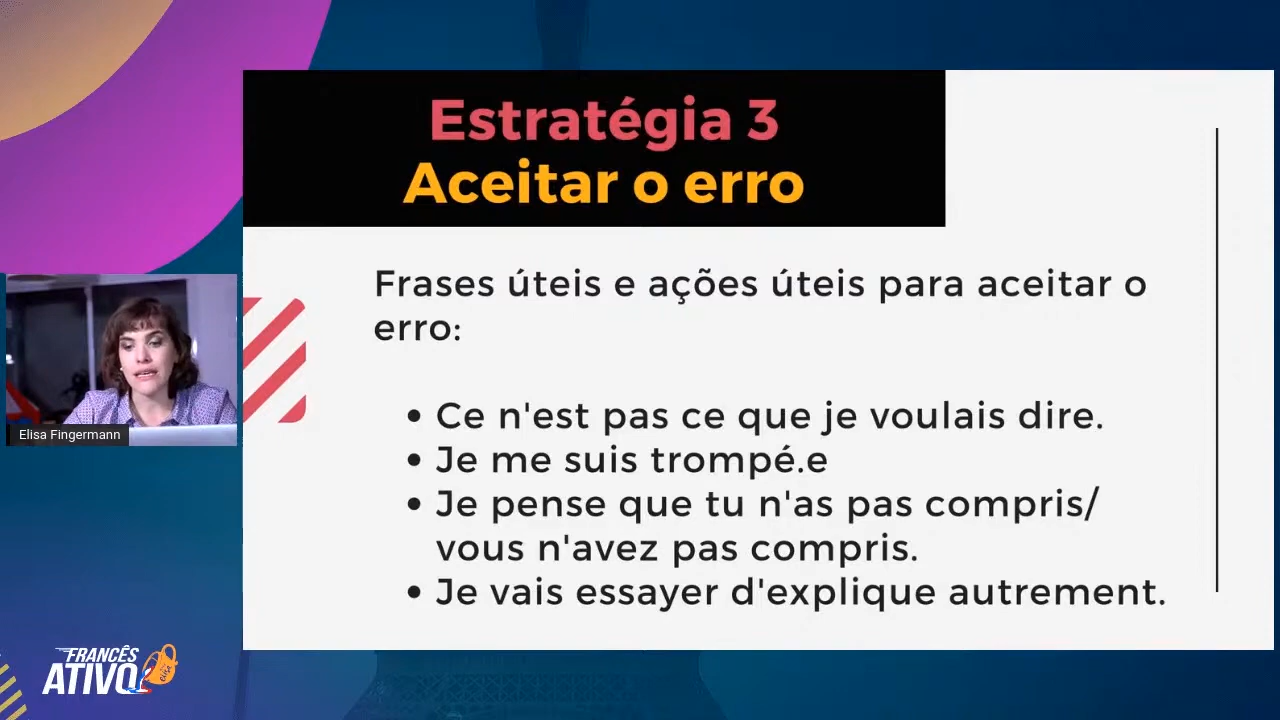 Estratégia 3
Aceitar o erro
Frases úteis e ações úteis para aceitar o
erro:
• Ce n'est pas ce que je voulais dire.
• Je me suis trompé.e
• Je pense que tu n'as pas compris/
vous n'avez pas compris.
• Je vais essayer d'explique autrement.
Elisa Fingermann
FRANCÊS
ATIVO
elisa